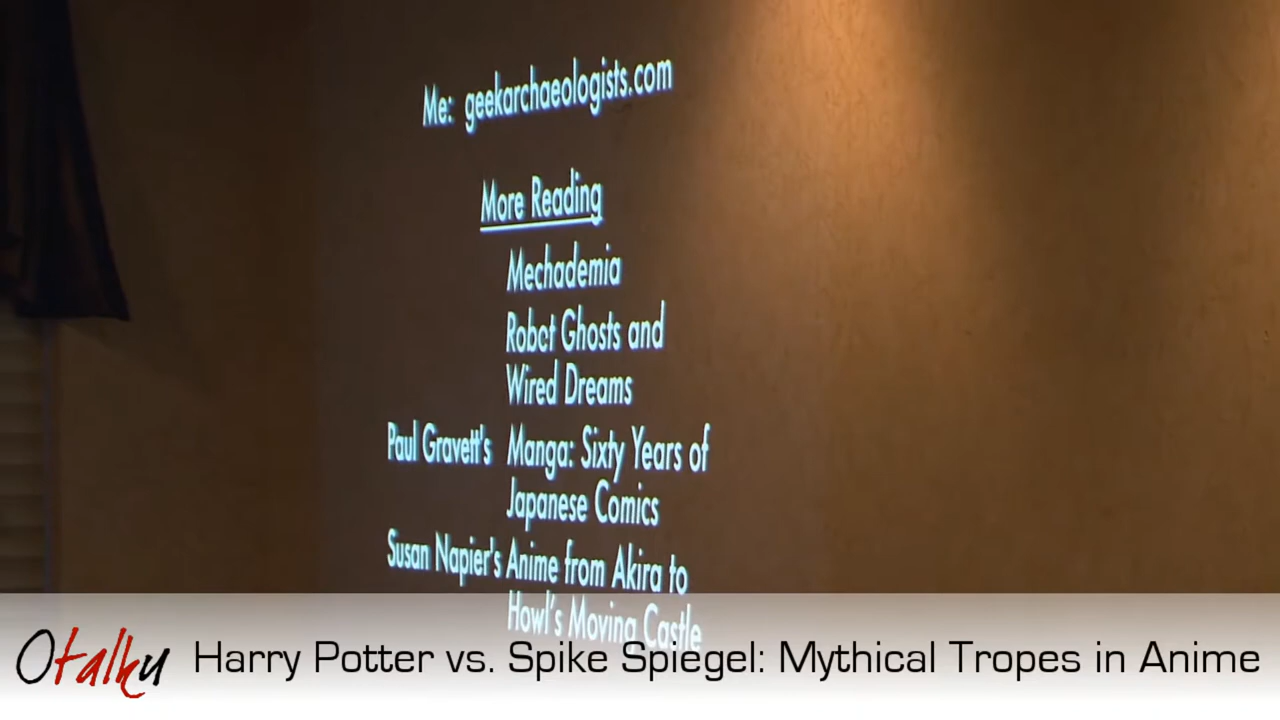 Me: geekarchaeologists.com
More Reading
Mechademia
Robot Ghosts and
Wired Dreams
Paul Gravett's Manga: Sixty Years of
Japanese Comics
Susan Napier's Anime from Akira to
Howl's Moving Castle
Otalku Harry Potter vs. Spike Spiegel: Mythical Tropes in Anime